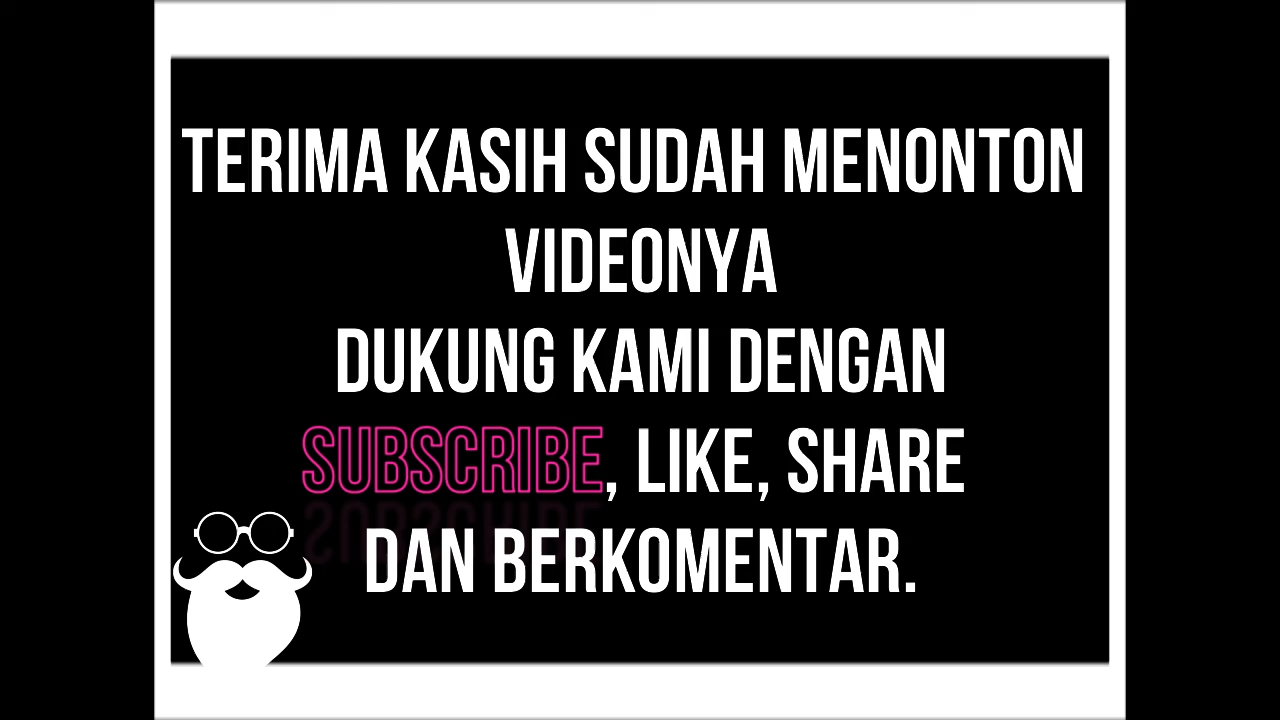 TERIMA KASIH SUDAH MENONTON
VIDEONYA
DUKUNG KAMI DENGAN
SUBSCRIBE, LIKE, SHARE
DAN BERKOMENTAR.